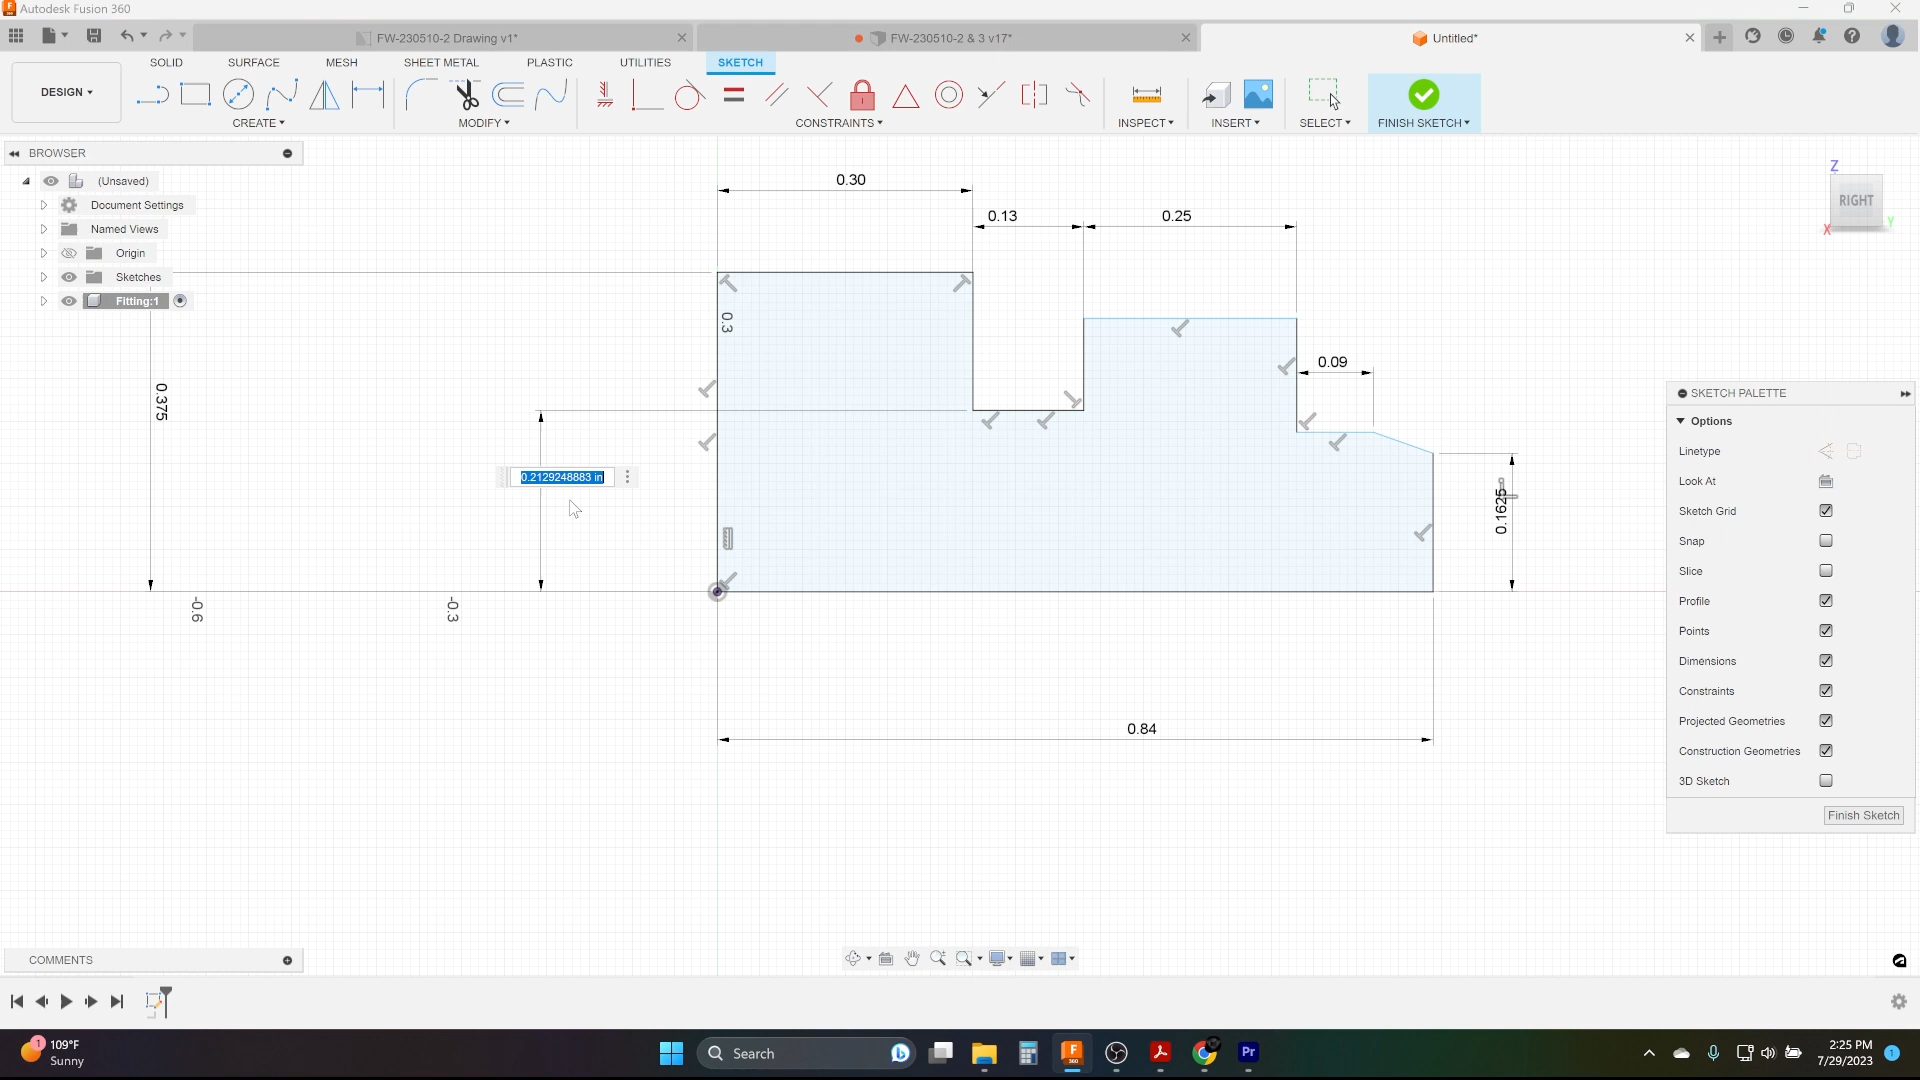 Autodesk Fusion 360
FW-230510-2 Drawing v1*
FW-230510-2 & 3 v17*
Untitled*
SOLID
SURFACE
MESH
SHEET METAL
PLASTIC
UTILITIES
SKETCH
DESIGN
CREATE
MODIFY
CONSTRAINTS
INSPECT
INSERT
SELECT
FINISH SKETCH
BROWSER
(Unsaved)
Document Settings
Named Views
Origin
Sketches
Fitting:1
0.30
0.13
0.25
0.09
0.375
0.3
0.2129248883 in
0.1625
-0.6
-0.3
0.84
Z
RIGHT
X
Y
SKETCH PALETTE
Options
Linetype
Look At
Sketch Grid
Snap
Slice
Profile
Points
Dimensions
Constraints
Projected Geometries
Construction Geometries
3D Sketch
Finish Sketch
COMMENTS
1
109°F
Sunny
Search
F
360
Pr
2:25 PM
7/29/2023
1